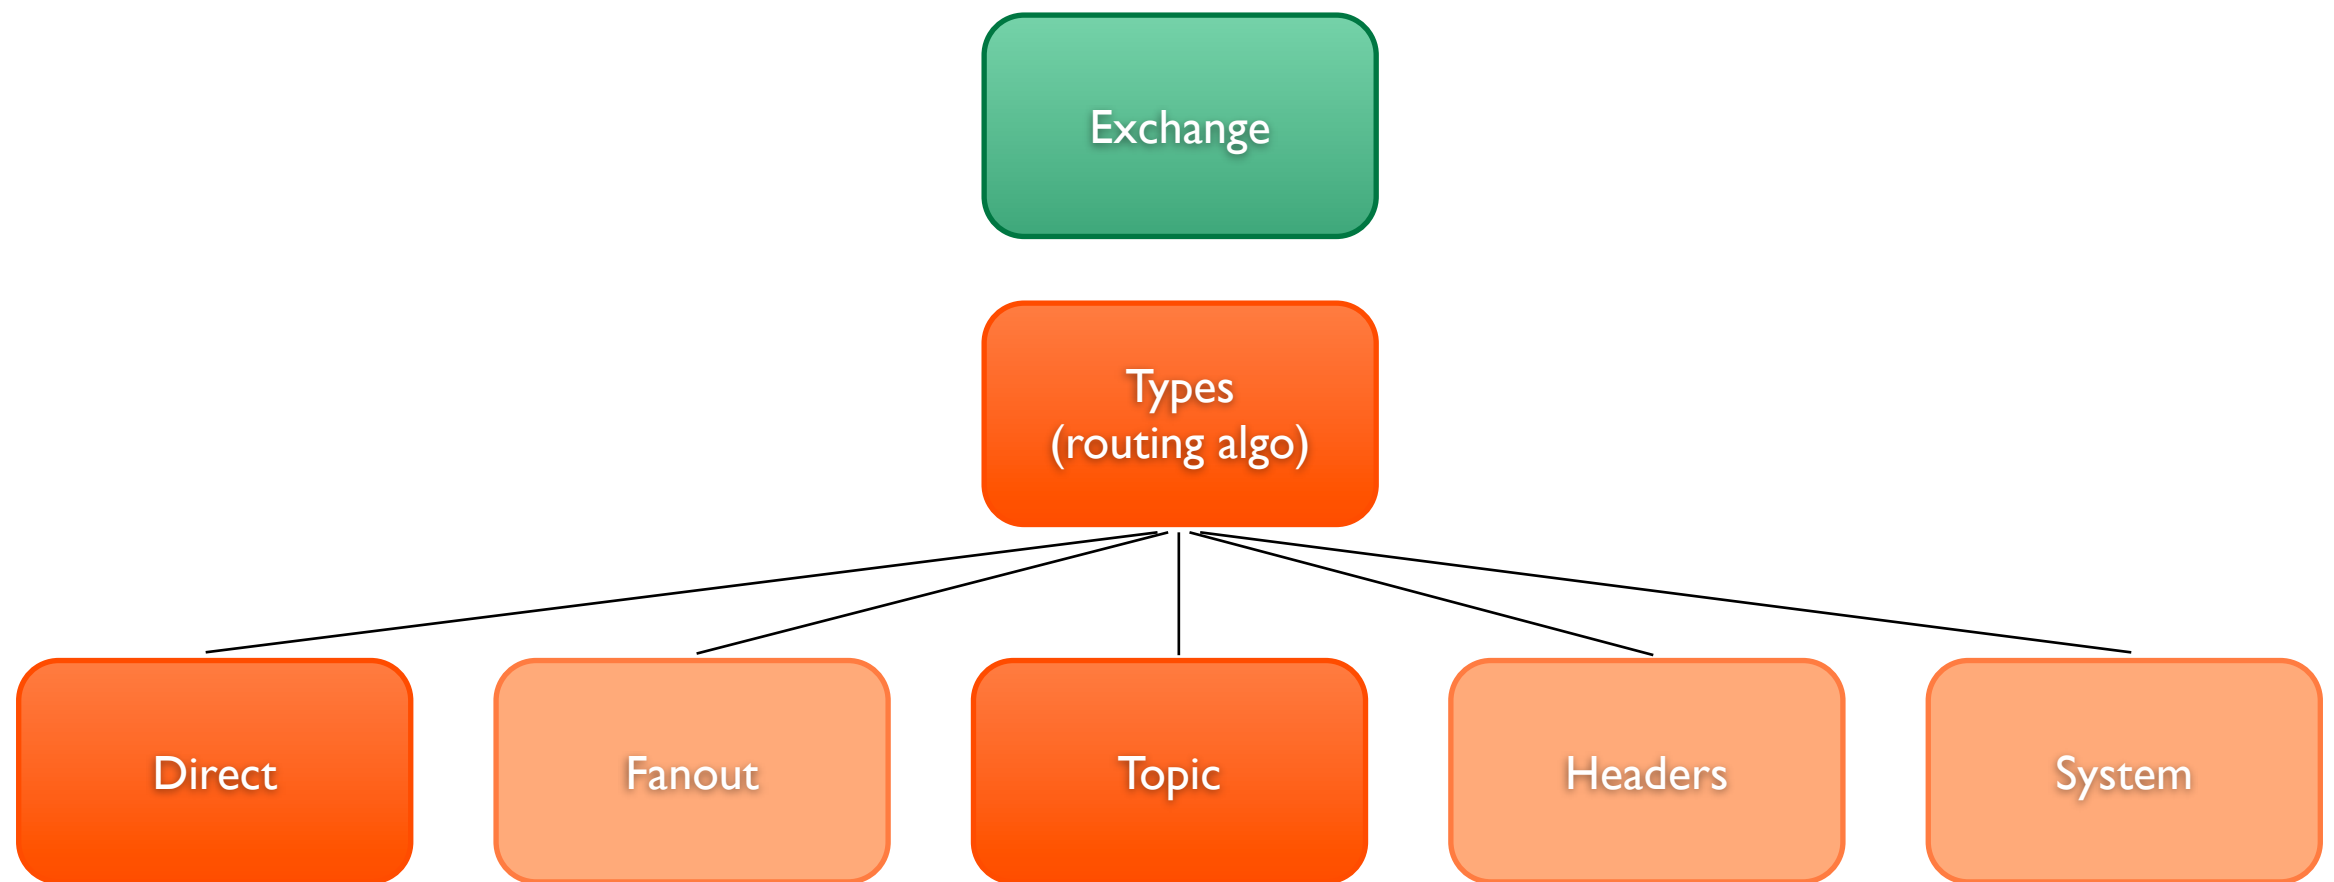 Exchange
Types
(routing algo)
Direct
Fanout
Topic
Headers
System